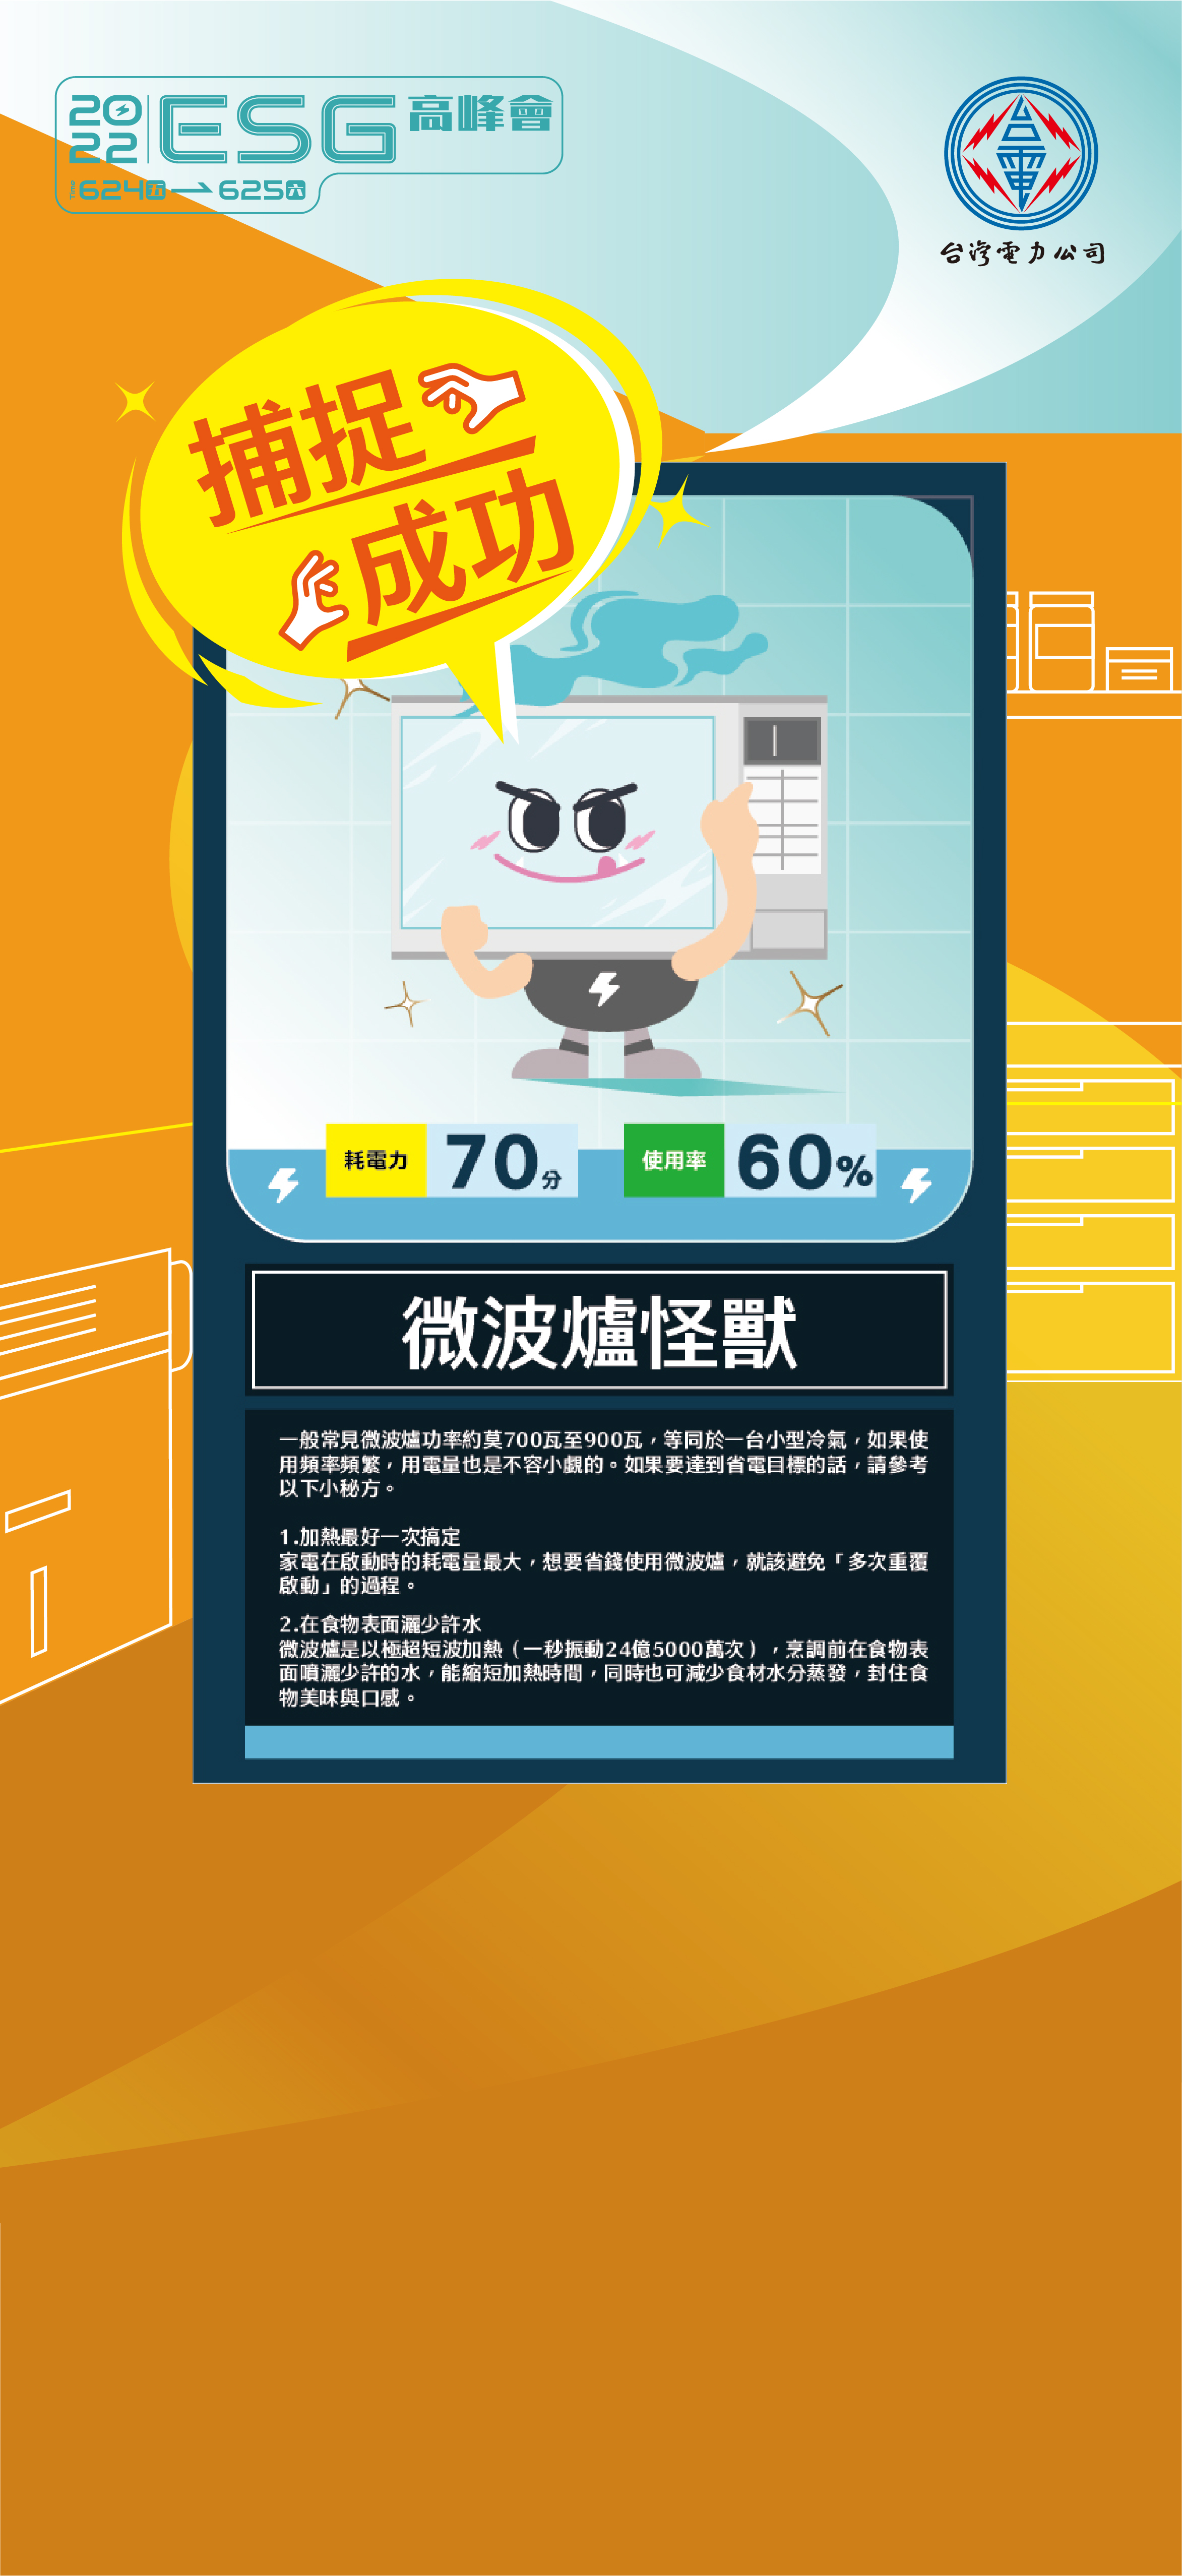 2022 ESG高峰會
624五 → 625六
台電
台灣電力公司
捕捉
成功
耗電力 70分 使用率 60%
微波爐怪獸
一般常見微波爐功率約莫700瓦至900瓦，等同於一台小型冷氣，如果使
用頻率頻繁，用電量也是不容小覷的。如果要達到省電目標的話，請參考
以下小秘方。
1.加熱最好一次搞定
家電在啟動時的耗電量最大，想要省錢使用微波爐，就該避免「多次重覆
啟動」的過程。
2.在食物表面灑少許水
微波爐是以極超短波加熱（一秒振動24億5000萬次），烹調前在食物表
面噴灑少許的水，能縮短加熱時間，同時也可減少食材水分蒸發，封住食
物美味與口感。